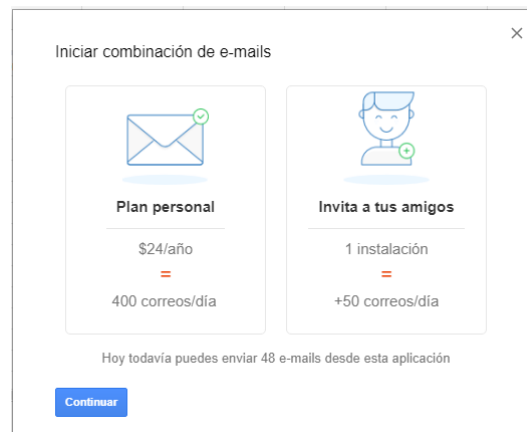 Iniciar combinación de e-mails
Plan personal
$24/año
=
400 correos/día
Invita a tus amigos
1 instalación
=
+50 correos/día
Hoy todavía puedes enviar 48 e-mails desde esta aplicación
Continuar